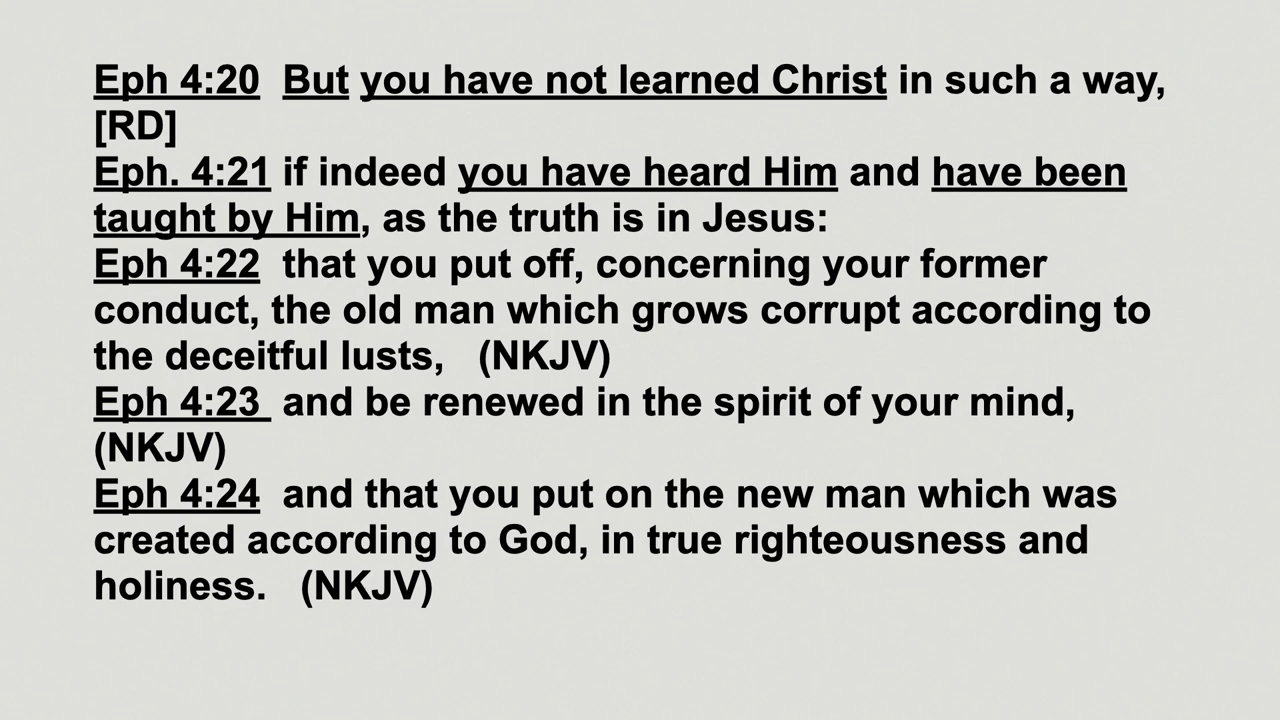 Eph 4:20  But you have not learned Christ in such a way,
[RD]
Eph. 4:21 if indeed you have heard Him and have been
taught by Him, as the truth is in Jesus:
Eph 4:22  that you put off, concerning your former
conduct, the old man which grows corrupt according to
the deceitful lusts,   (NKJV)
Eph 4:23  and be renewed in the spirit of your mind,
(NKJV)
Eph 4:24  and that you put on the new man which was
created according to God, in true righteousness and
holiness.   (NKJV)